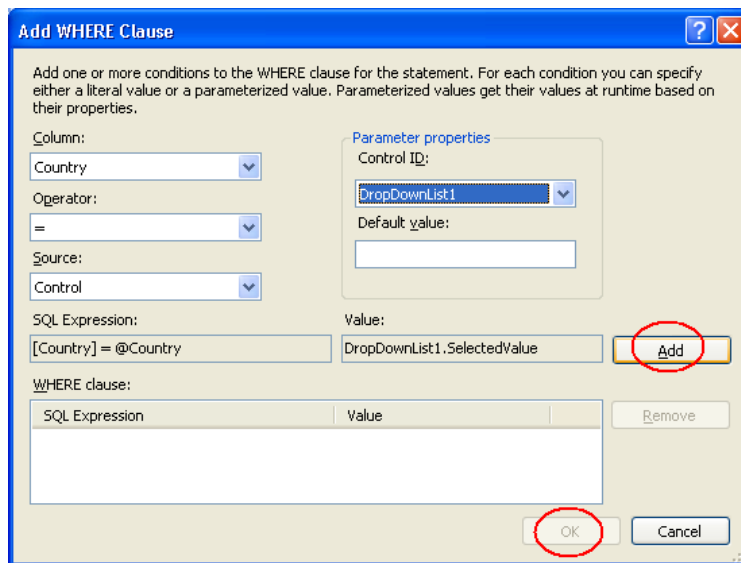 Add WHERE Clause
Add one or more conditions to the WHERE clause for the statement. For each condition you can specify
either a literal value or a parameterized value. Parameterized values get their values at runtime based on
their properties.
Column:
Country
Operator:
=
Source:
Control
Parameter properties
Control ID:
DropDownList1
Default value:
SQL Expression:
[Country] = @Country
Value:
DropDownList1.SelectedValue
Add
WHERE clause:
SQL Expression Value
Remove
OK
Cancel